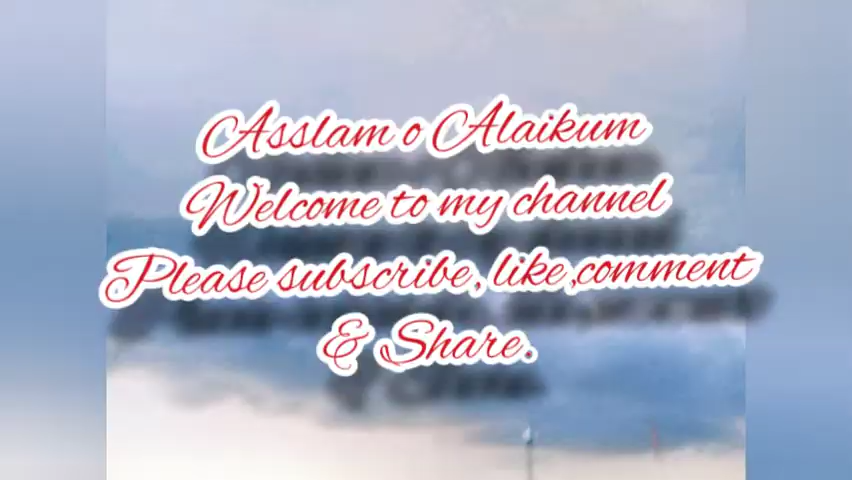 Asslam o Alaikum
Welcome to my channel
Please subscribe, like ,comment
& Share.